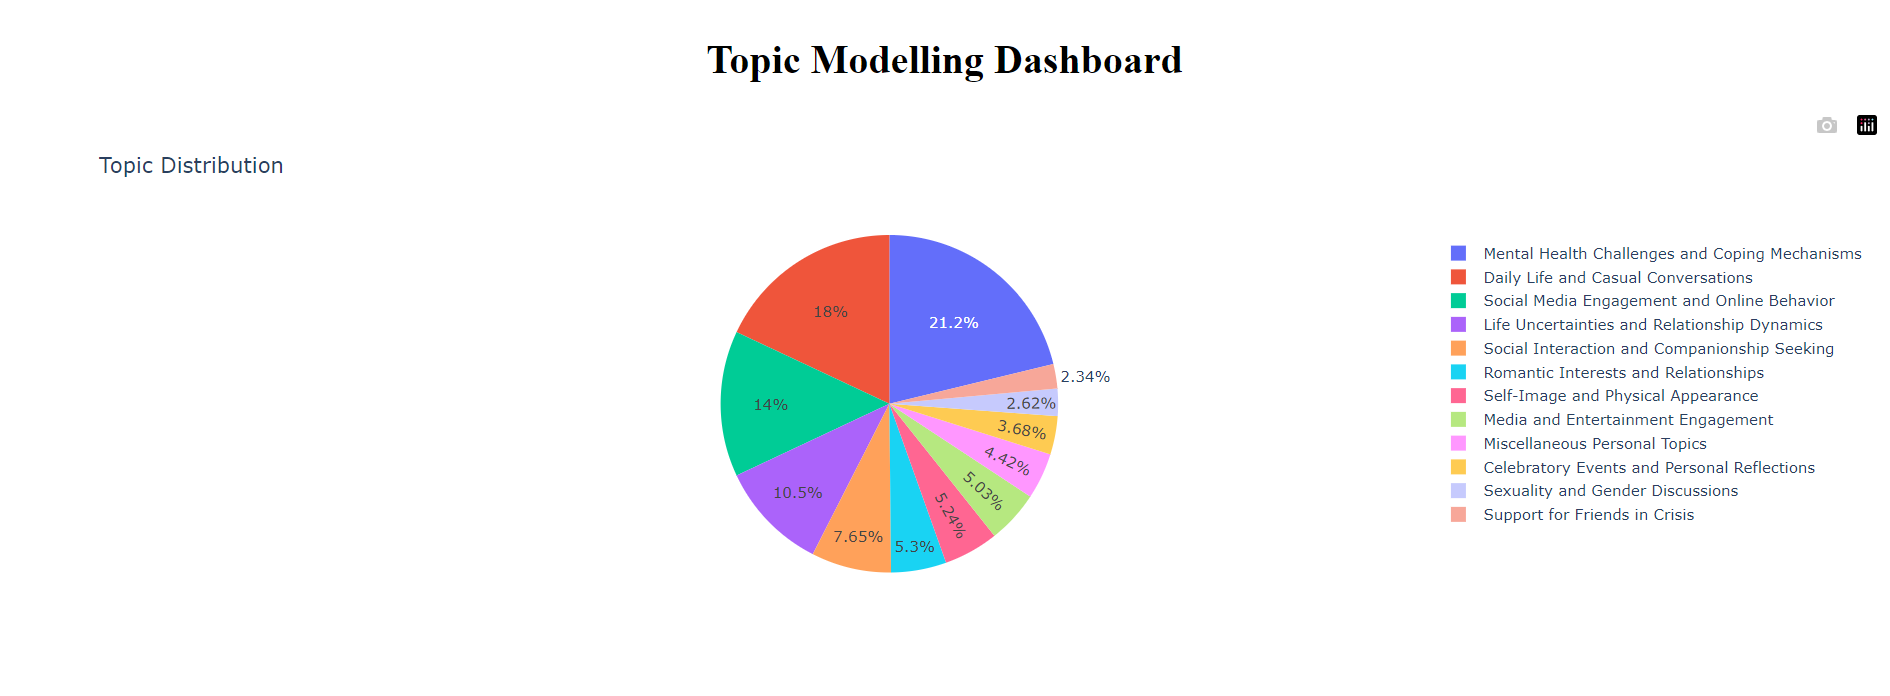 Topic Modelling Dashboard
Topic Distribution
18%
21.2%
2.34%
14%
2.62%
3.68%
4.42%
5.03%
10.5%
5.24%
7.65%
5.3%
Mental Health Challenges and Coping Mechanisms
Daily Life and Casual Conversations
Social Media Engagement and Online Behavior
Life Uncertainties and Relationship Dynamics
Social Interaction and Companionship Seeking
Romantic Interests and Relationships
Self-Image and Physical Appearance
Media and Entertainment Engagement
Miscellaneous Personal Topics
Celebratory Events and Personal Reflections
Sexuality and Gender Discussions
Support for Friends in Crisis